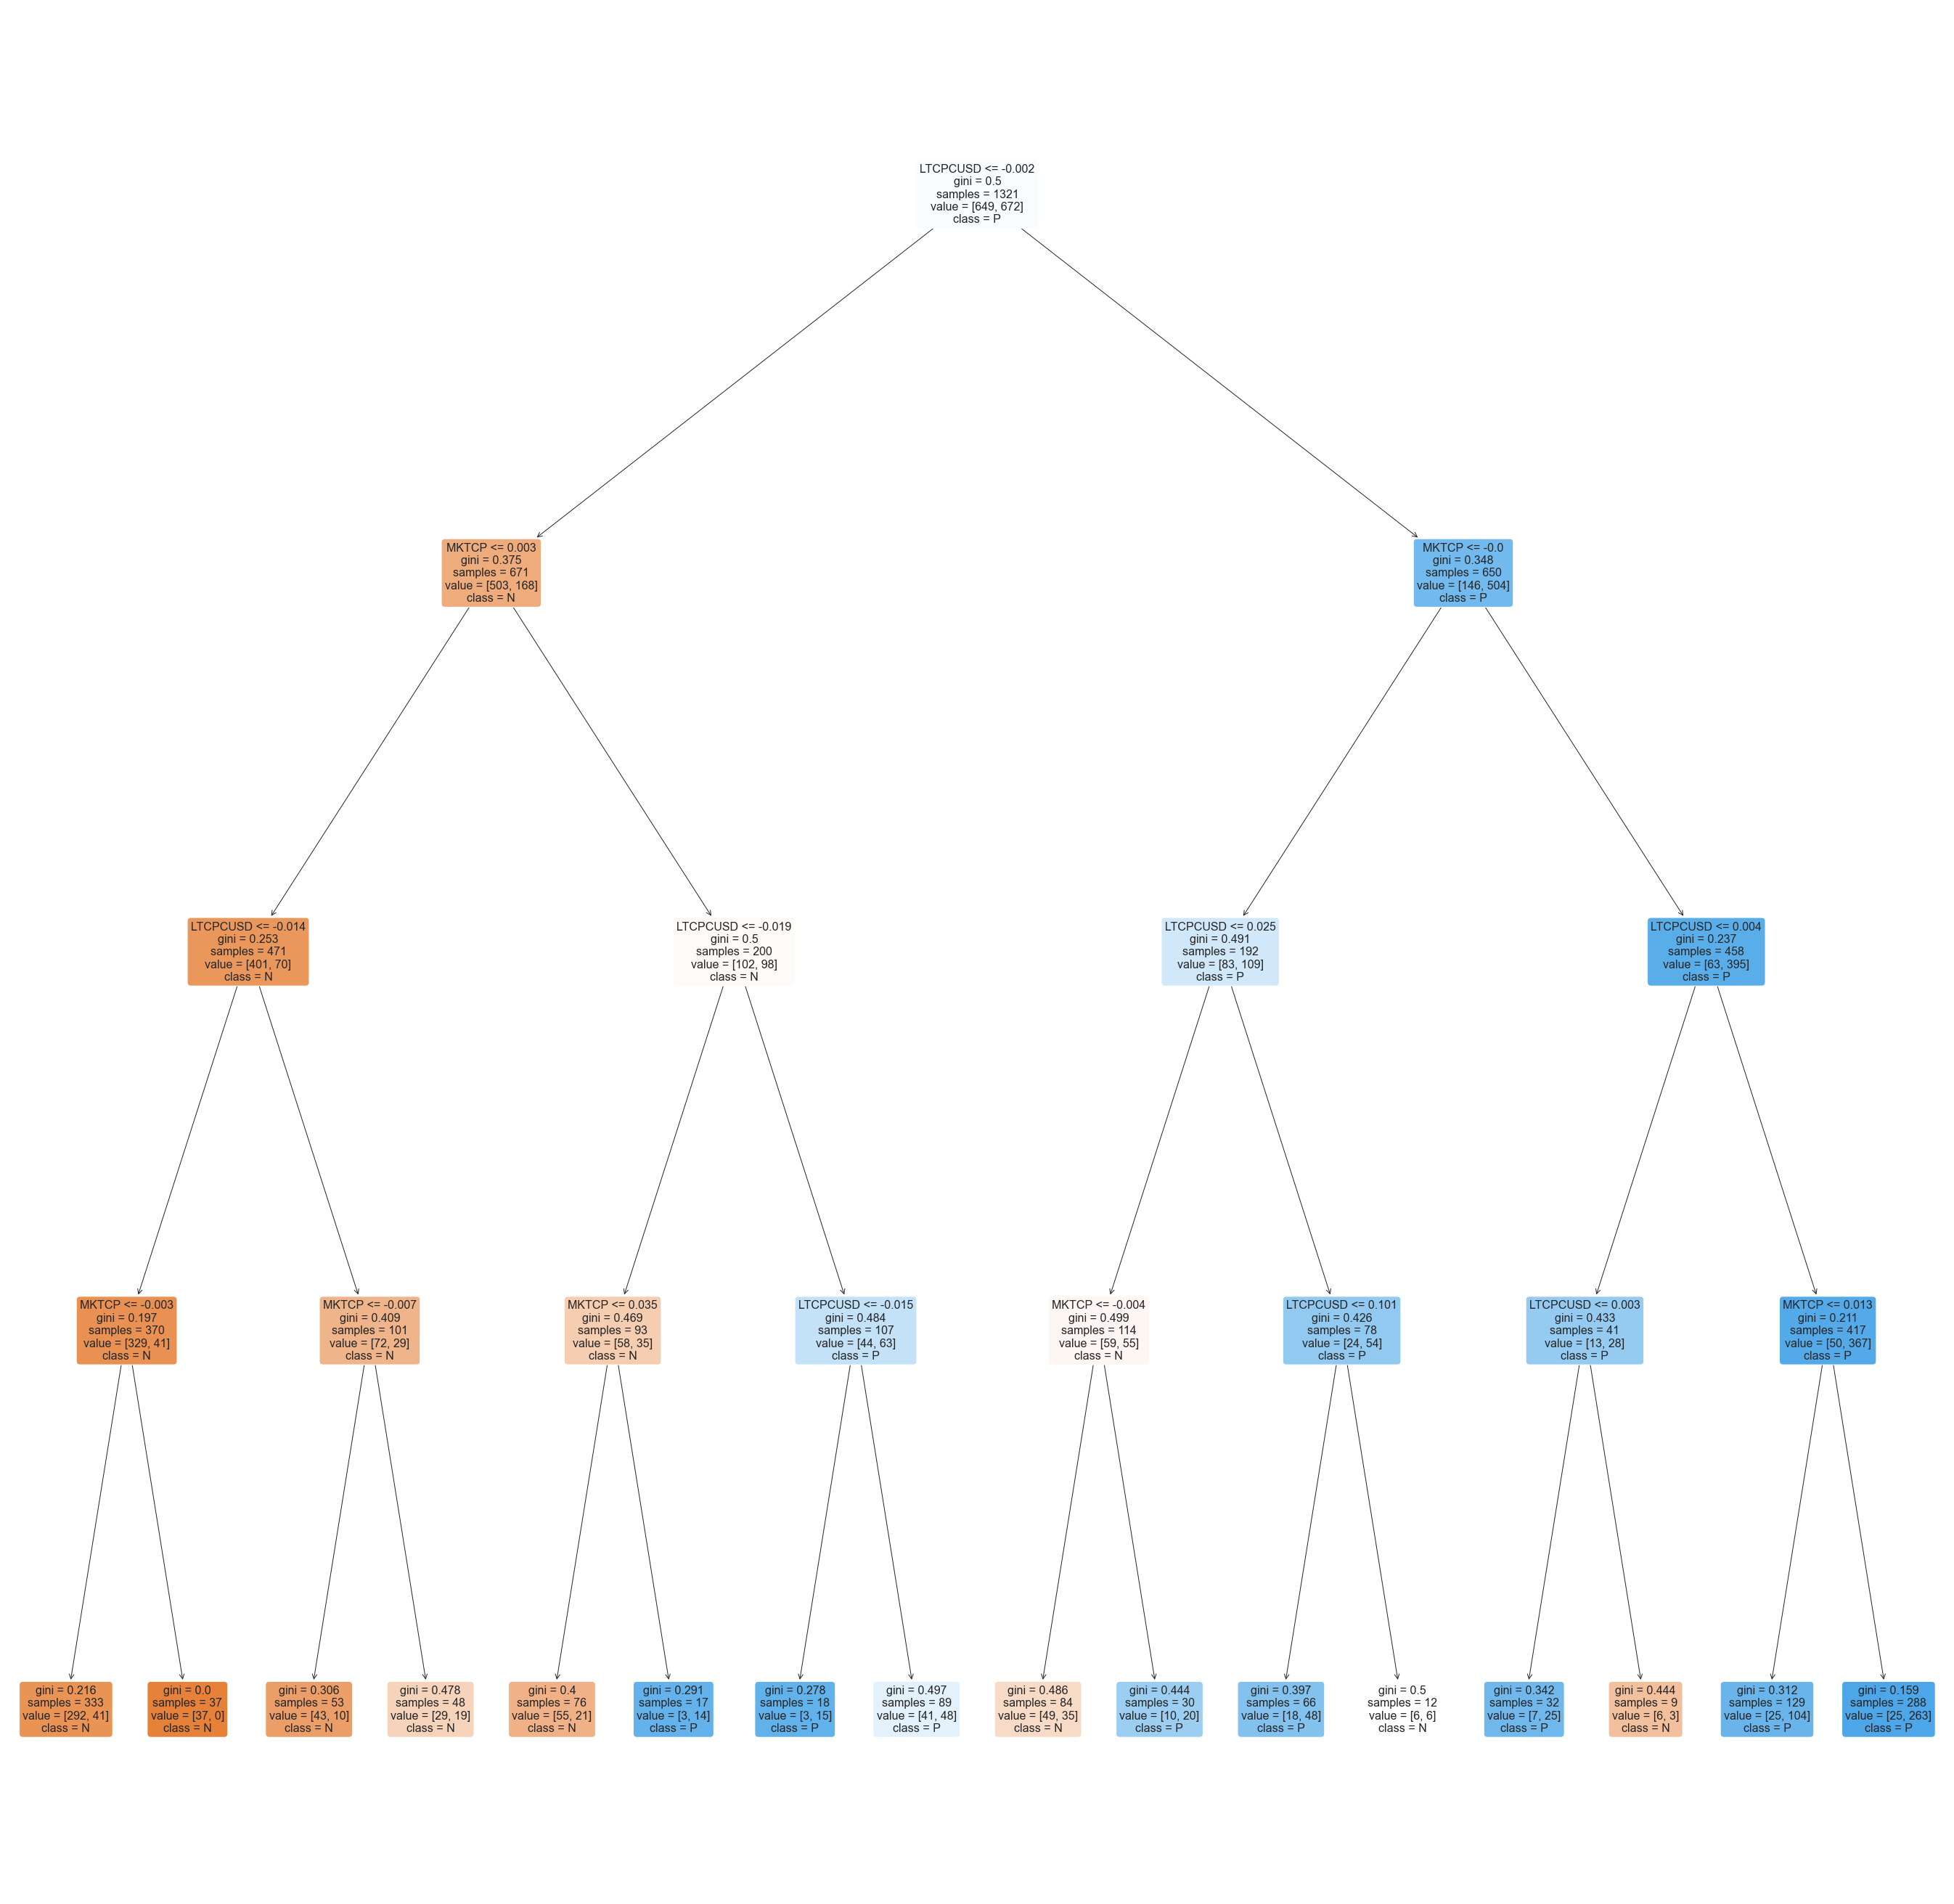 LTCPCUSD <= -0.002
gini = 0.5
samples = 1321
value = [649, 672]
class = P
MKTCP <= 0.003
gini = 0.375
samples = 671
value = [503, 168]
class = N
MKTCP <= -0.0
gini = 0.348
samples = 650
value = [146, 504]
class = P
LTCPCUSD <= -0.014
gini = 0.253
samples = 471
value = [401, 70]
class = N
LTCPCUSD <= -0.019
gini = 0.5
samples = 200
value = [102, 98]
class = N
LTCPCUSD <= 0.025
gini = 0.491
samples = 192
value = [83, 109]
class = P
LTCPCUSD <= 0.004
gini = 0.237
samples = 458
value = [63, 395]
class = P
MKTCP <= -0.003
gini = 0.197
samples = 370
value = [329, 41]
class = N
MKTCP <= -0.007
gini = 0.409
samples = 101
value = [72, 29]
class = N
MKTCP <= 0.035
gini = 0.469
samples = 93
value = [58, 35]
class = N
LTCPCUSD <= -0.015
gini = 0.484
samples = 107
value = [44, 63]
class = P
MKTCP <= -0.004
gini = 0.499
samples = 114
value = [59, 55]
class = N
LTCPCUSD <= 0.101
gini = 0.426
samples = 78
value = [24, 54]
class = P
LTCPCUSD <= 0.003
gini = 0.433
samples = 41
value = [13, 28]
class = P
MKTCP <= 0.013
gini = 0.211
samples = 417
value = [50, 367]
class = P
gini = 0.216
samples = 333
value = [292, 41]
class = N
gini = 0.0
samples = 37
value = [37, 0]
class = N
gini = 0.306
samples = 53
value = [43, 10]
class = N
gini = 0.478
samples = 48
value = [29, 19]
class = N
gini = 0.4
samples = 76
value = [55, 21]
class = N
gini = 0.291
samples = 17
value = [3, 14]
class = P
gini = 0.278
samples = 18
value = [3, 15]
class = P
gini = 0.497
samples = 89
value = [41, 48]
class = P
gini = 0.486
samples = 84
value = [49, 35]
class = N
gini = 0.444
samples = 30
value = [10, 20]
class = P
gini = 0.397
samples = 66
value = [18, 48]
class = P
gini = 0.5
samples = 12
value = [6, 6]
class = N
gini = 0.342
samples = 32
value = [7, 25]
class = P
gini = 0.444
samples = 9
value = [6, 3]
class = N
gini = 0.312
samples = 129
value = [25, 104]
class = P
gini = 0.159
samples = 288
value = [25, 263]
class = P